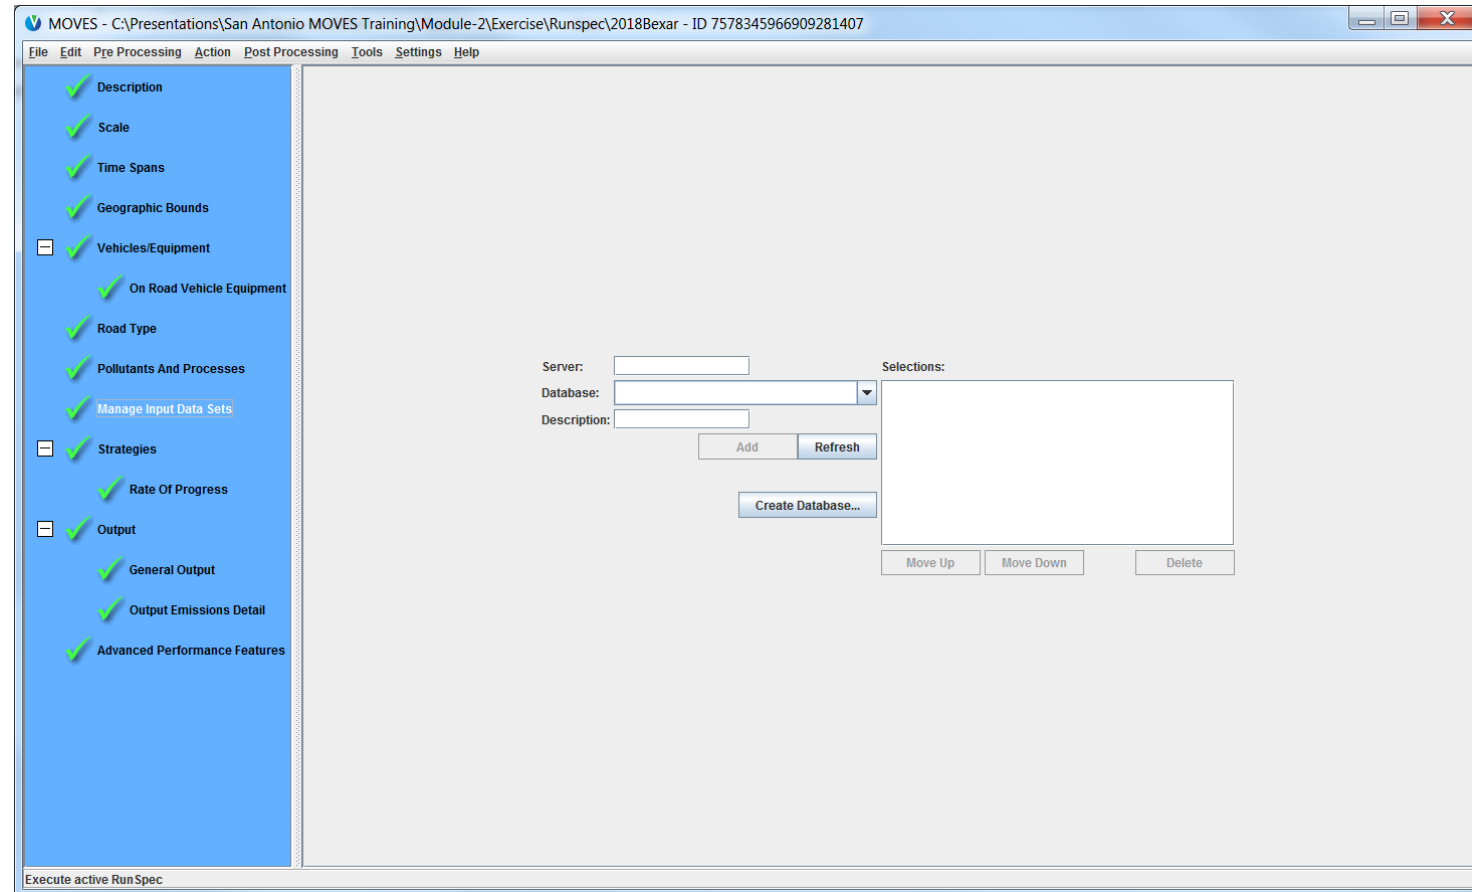 MOVES - C:\Presentations\San Antonio MOVES Training\Module-2\Exercise\Runspec\2018Bexar - ID 7578345966909281407
File Edit Pre Processing Action Post Processing Tools Settings Help
Description
Scale
Time Spans
Geographic Bounds
Vehicles/Equipment
On Road Vehicle Equipment
Road Type
Pollutants And Processes
Manage Input Data Sets
Strategies
Rate Of Progress
Output
General Output
Output Emissions Detail
Advanced Performance Features
Server:
Database:
Description:
Add Refresh
Create Database...
Selections:
Move Up Move Down Delete
Execute active RunSpec